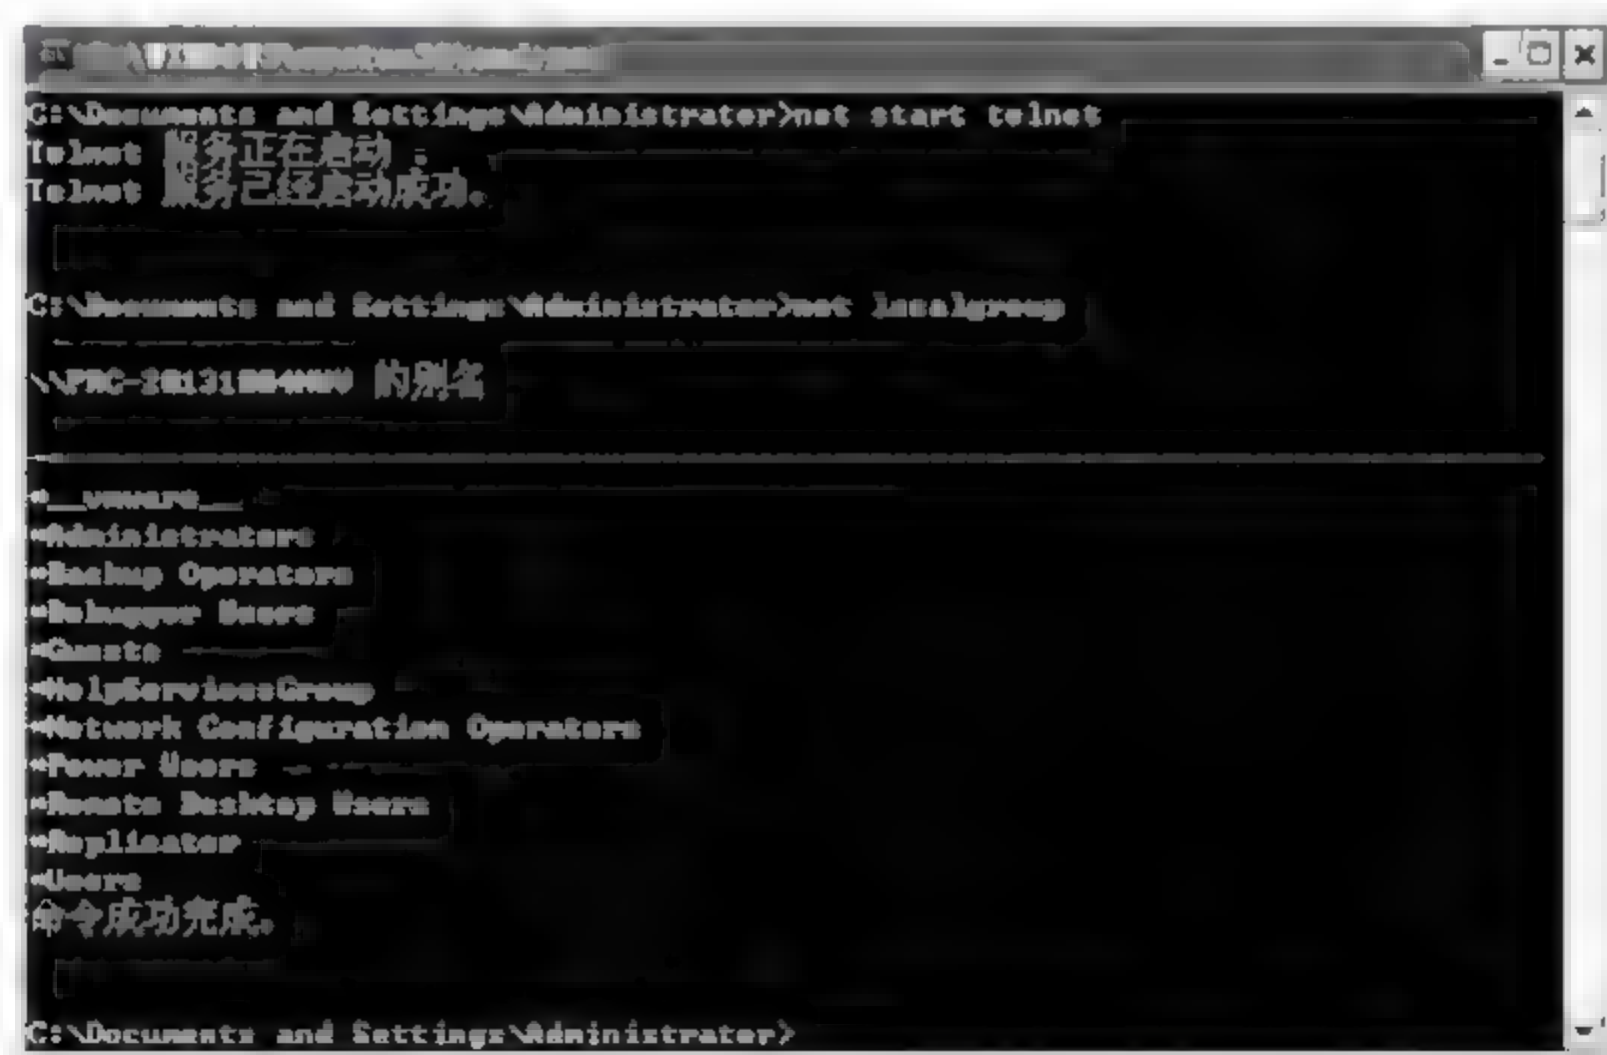 C:\Documents and Settings\Administrator>net start telnet
Telnet 服务正在启动 .
Telnet 服务已经启动成功。
C:\Documents and Settings\Administrator>net localgroup
的别名
*__vmware__
*Administrators
*Backup Operators
*Debugger Users
*Guests
*HelpServicesGroup
*Network Configuration Operators
*Power Users
*Remote Desktop Users
*Replicator
*Users
命令成功完成。
C:\Documents and Settings\Administrator>